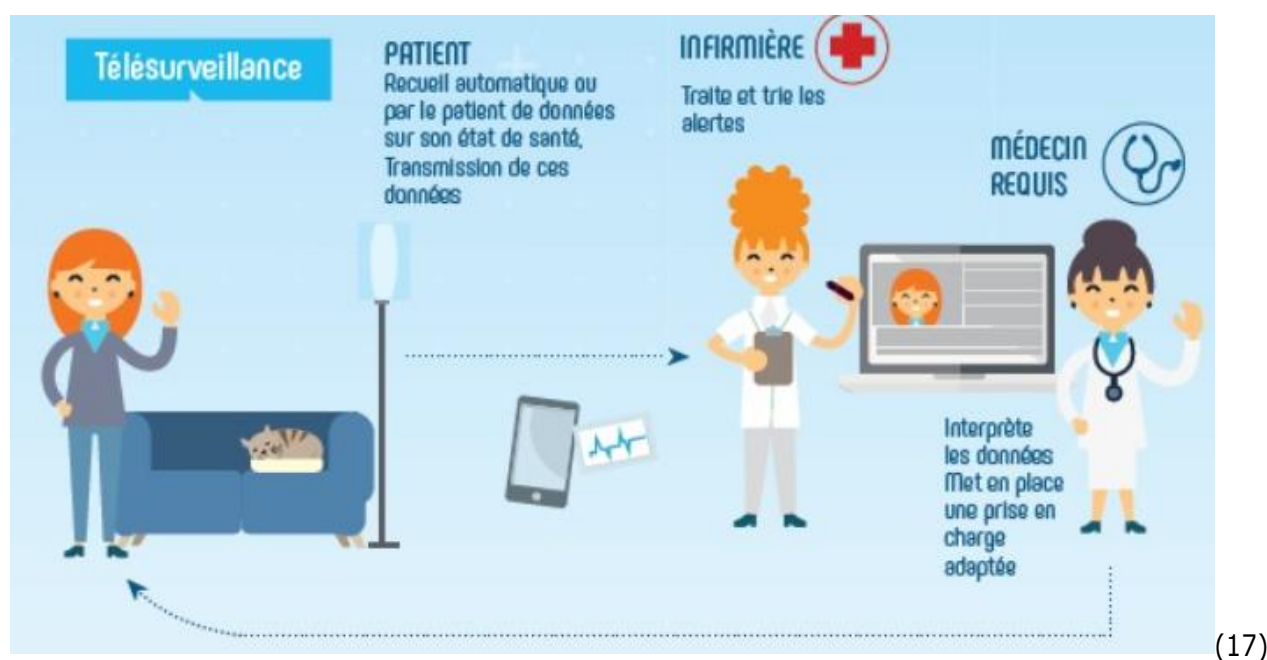 Télésurveillance
PATIENT
Recueil automatique ou
par le patient de données
sur son état de santé,
Transmission de ces
données
INFIRMIÈRE
Traite et trie les
alertes
MÉDECIN
REQUIS
Interprète
les données
Met en place
une prise en
charge
adaptée
(17)